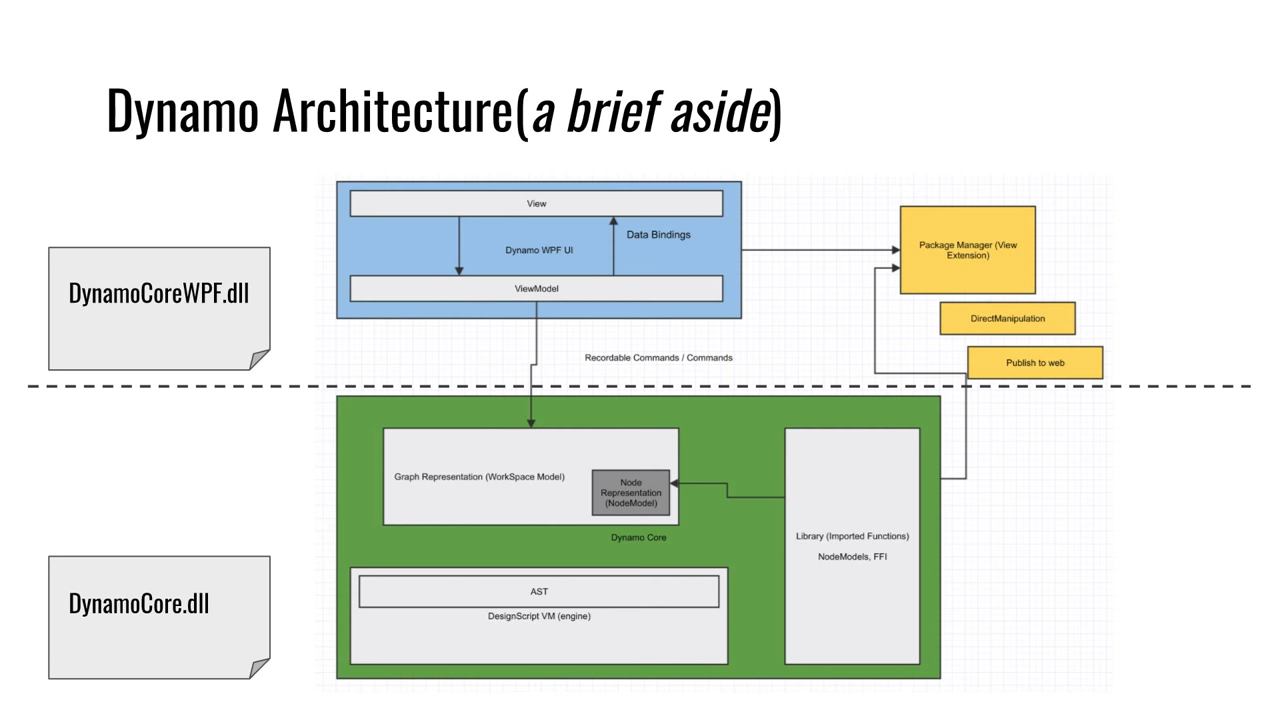 Dynamo Architecture(a brief aside)
View
Data Bindings
Dynamo WPF UI
ViewModel
Package Manager (View
Extension)
DynamoCoreWPF.dll
DirectManipulation
Recordable Commands / Commands
Publish to web
Graph Representation (WorkSpace Model)
Node
Representation
(NodeModel)
Dynamo Core
Library (Imported Functions)
NodeModels, FFI
AST
DesignScript VM (engine)
DynamoCore.dll